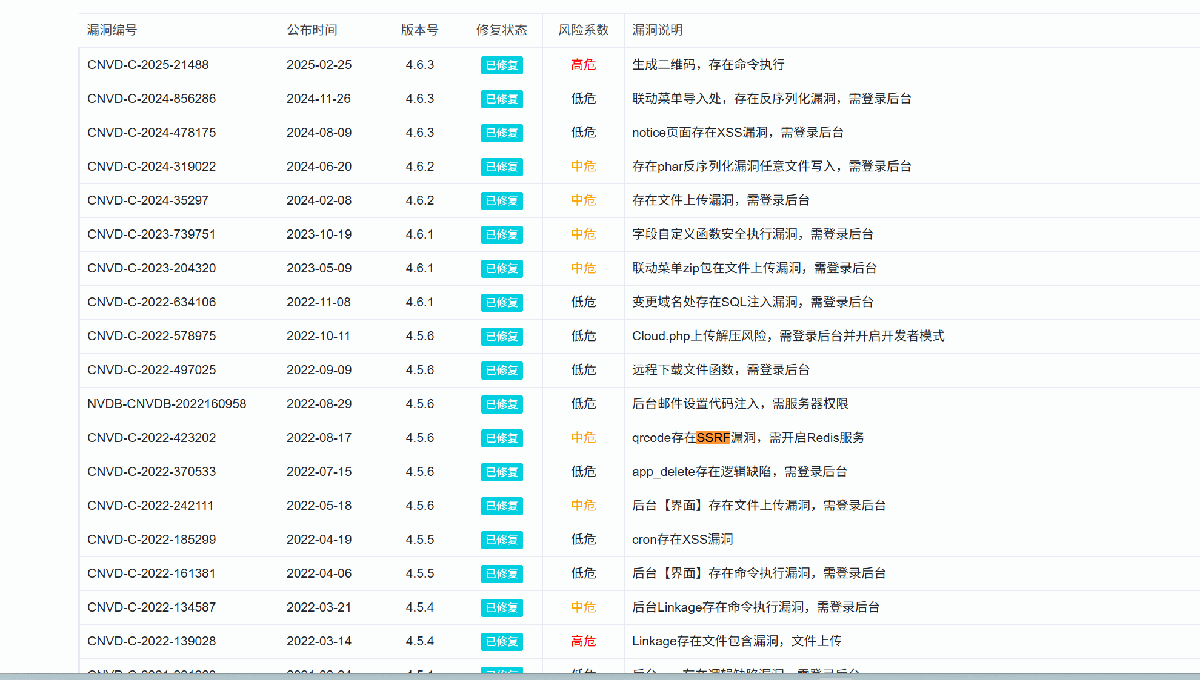 漏洞编号 公布时间 版本号 修复状态 风险系数 漏洞说明
CNVD-C-2025-21488 2025-02-25 4.6.3 已修复 高危 生成二维码，存在命令执行
CNVD-C-2024-856286 2024-11-26 4.6.3 已修复 低危 联动菜单导入处，存在反序列化漏洞，需登录后台
CNVD-C-2024-478175 2024-08-09 4.6.3 已修复 低危 notice页面存在XSS漏洞，需登录后台
CNVD-C-2024-319022 2024-06-20 4.6.2 已修复 中危 存在phar反序列化漏洞任意文件写入，需登录后台
CNVD-C-2024-35297 2024-02-08 4.6.2 已修复 中危 存在文件上传漏洞，需登录后台
CNVD-C-2023-739751 2023-10-19 4.6.1 已修复 中危 字段自定义函数安全执行漏洞，需登录后台
CNVD-C-2023-204320 2023-05-09 4.6.1 已修复 中危 联动菜单zip包在文件上传漏洞，需登录后台
CNVD-C-2022-634106 2022-11-08 4.6.1 已修复 低危 变更域名处存在SQL注入漏洞，需登录后台
CNVD-C-2022-578975 2022-10-11 4.5.6 已修复 低危 Cloud.php上传解压风险，需登录后台并开启开发者模式
CNVD-C-2022-497025 2022-09-09 4.5.6 已修复 低危 远程下载文件函数，需登录后台
NVDB-CNVDB-2022160958 2022-08-29 4.5.6 已修复 低危 后台邮件设置代码注入，需服务器权限
CNVD-C-2022-423202 2022-08-17 4.5.6 已修复 中危 qrcode存在SSRF漏洞，需开启Redis服务
CNVD-C-2022-370533 2022-07-15 4.5.6 已修复 低危 app_delete存在逻辑缺陷，需登录后台
CNVD-C-2022-242111 2022-05-18 4.5.6 已修复 中危 后台【界面】存在文件上传漏洞，需登录后台
CNVD-C-2022-185299 2022-04-19 4.5.5 已修复 低危 cron存在XSS漏洞
CNVD-C-2022-161381 2022-04-06 4.5.5 已修复 低危 后台【界面】存在命令执行漏洞，需登录后台
CNVD-C-2022-134587 2022-03-21 4.5.4 已修复 中危 后台Linkage存在命令执行漏洞，需登录后台
CNVD-C-2022-139028 2022-03-14 4.5.4 已修复 高危 Linkage存在文件包含漏洞，文件上传